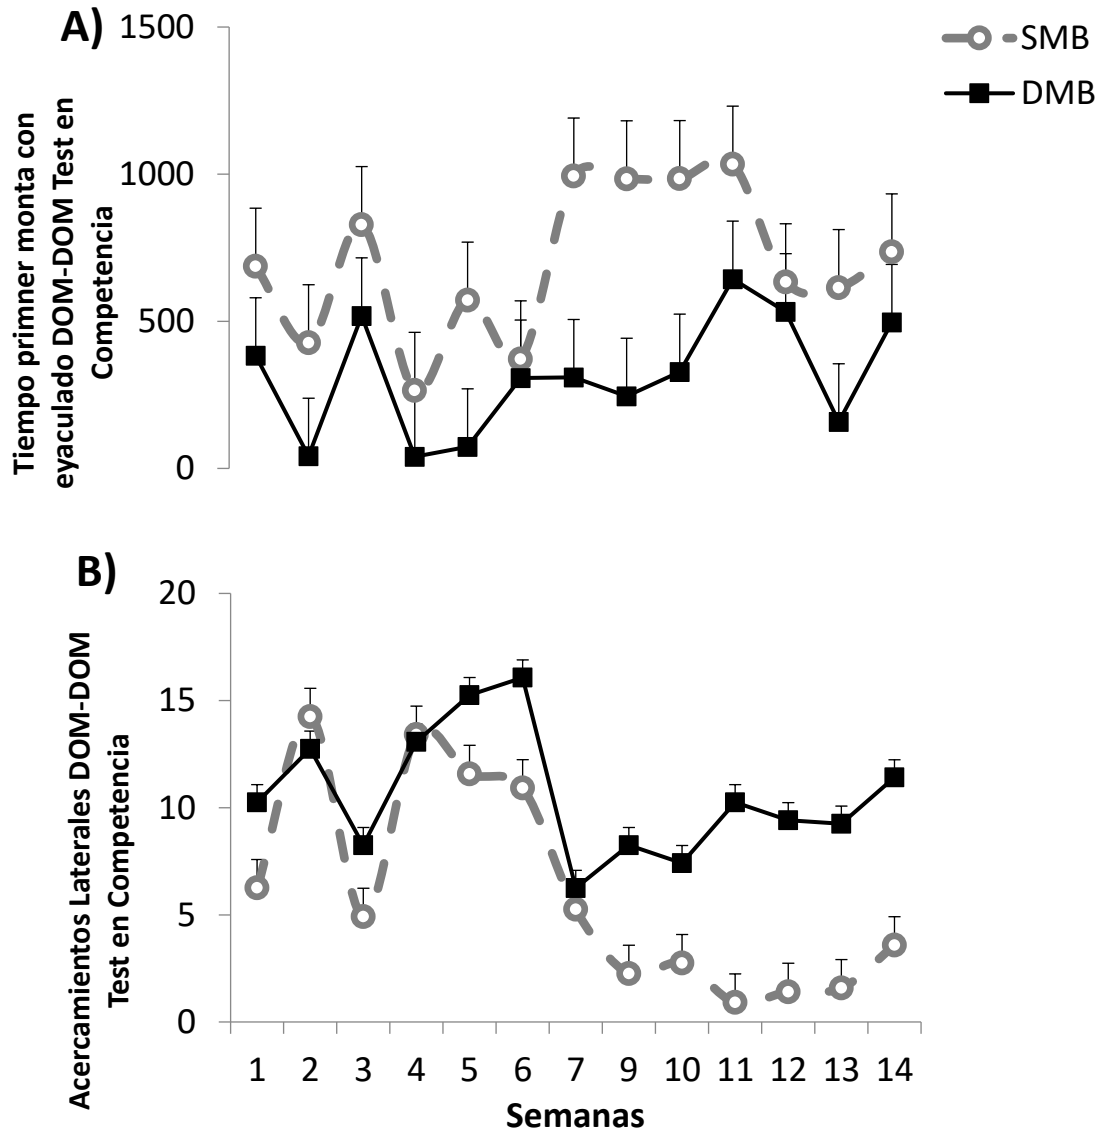 A)
1500
1000
500
0
Tiempo primner monta con
eyaculado DOM-DOM Test en
Competencia
SMB
DMB
B)
20
15
10
5
0
Acercamientos Laterales DOM-DOM
Test en Competencia
1 2 3 4 5 6 7 9 10 11 12 13 14
Semanas